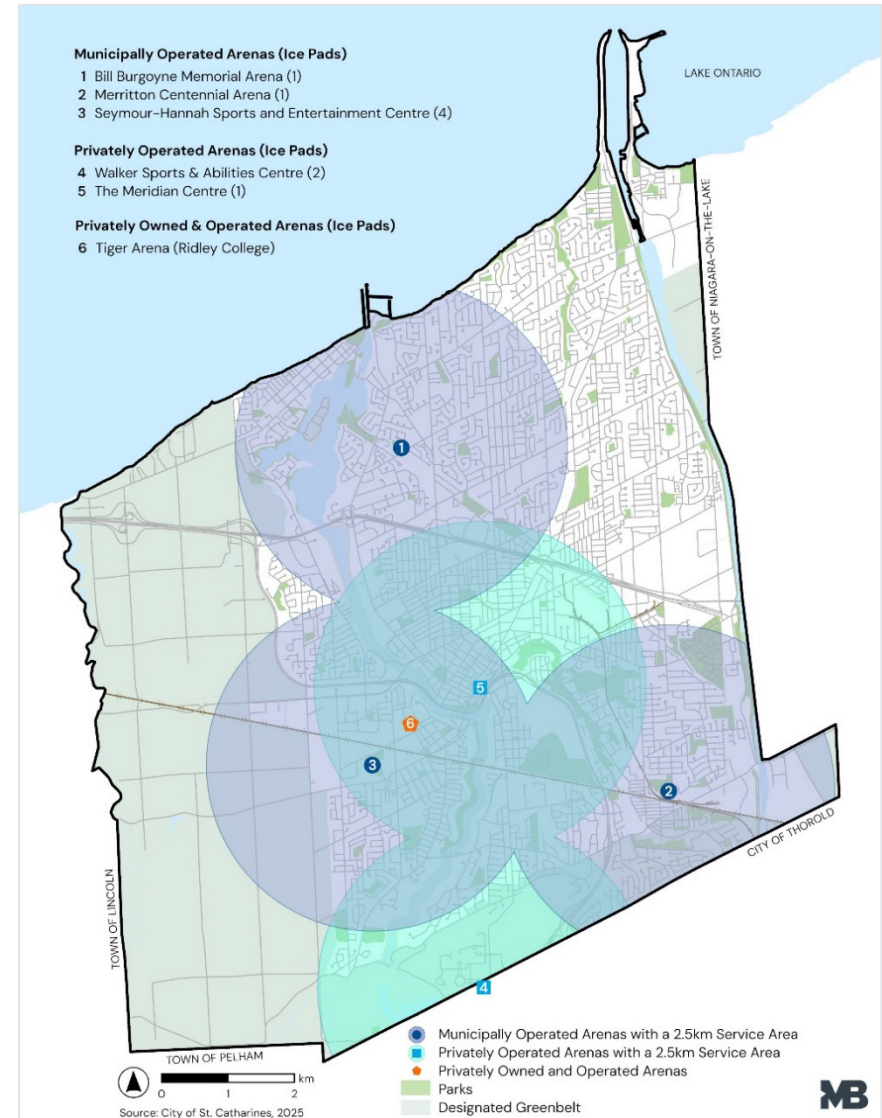 Municipally Operated Arenas (Ice Pads)
1 Bill Burgoyne Memorial Arena (1)
2 Merritton Centennial Arena (1)
3 Seymour-Hannah Sports and Entertainment Centre (4)
Privately Operated Arenas (Ice Pads)
4 Walker Sports & Abilities Centre (2)
5 The Meridian Centre (1)
Privately Owned & Operated Arenas (Ice Pads)
6 Tiger Arena (Ridley College)
LAKE ONTARIO
TOWN OF NIAGARA-ON-THE-LAKE
1
5
6
3
2
CITY OF THOROLD
TOWN OF LINCOLN
4
TOWN OF PELHAM
Municipally Operated Arenas with a 2.5km Service Area
Privately Operated Arenas with a 2.5km Service Area
Privately Owned and Operated Arenas
Parks
Designated Greenbelt
km
0 1 2
Source: City of St. Catharines, 2025
MB